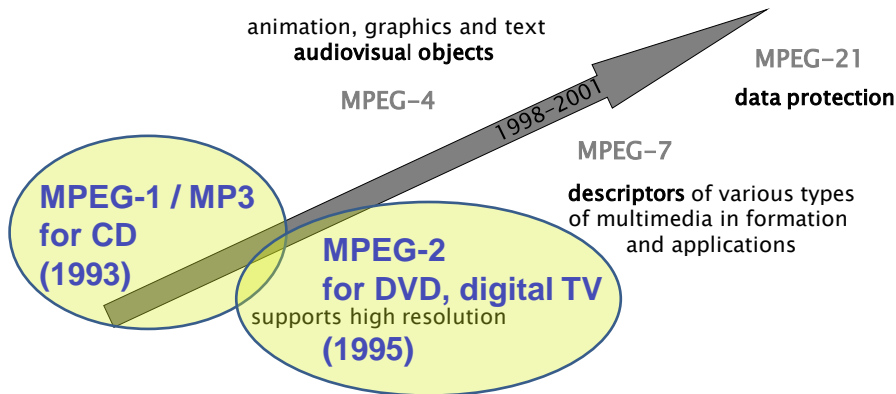 animation, graphics and text
audiovisual objects
MPEG-4
1998-2001
MPEG-21
data protection
MPEG-7
descriptors of various types
of multimedia in formation
and applications
MPEG-1 / MP3
for CD
(1993)
MPEG-2
for DVD, digital TV
supports high resolution
(1995)